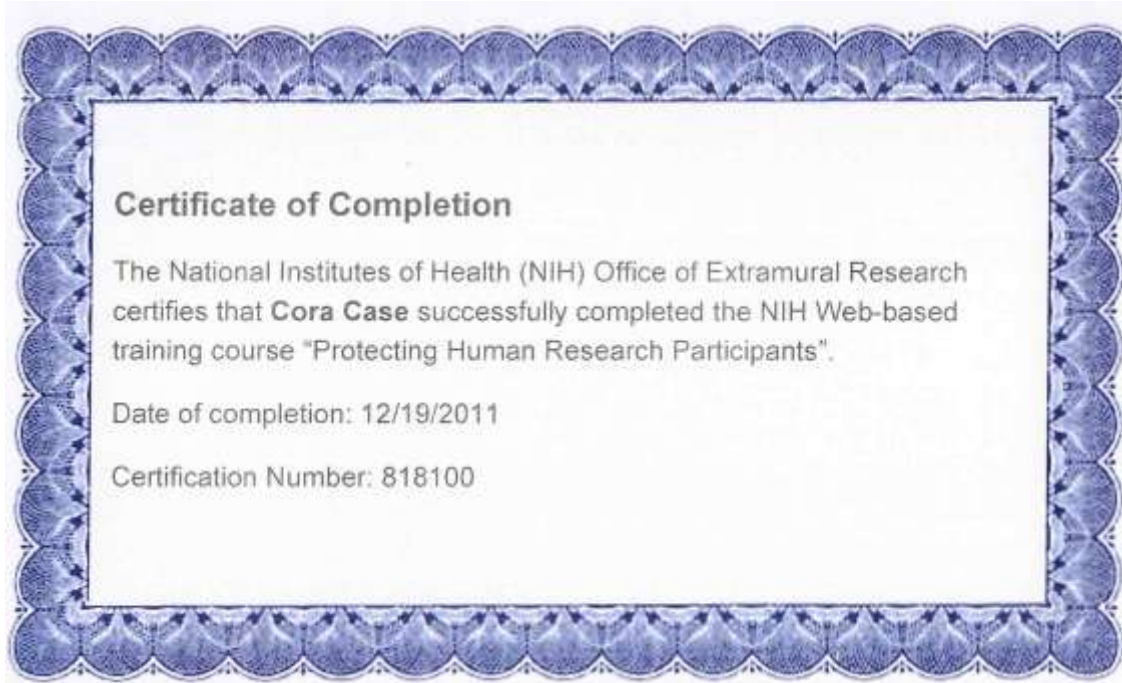 Certificate of Completion
The National Institutes of Health (NIH) Office of Extramural Research
certifies that Cora Case successfully completed the NIH Web-based
training course “Protecting Human Research Participants”.
Date of completion: 12/19/2011
Certification Number: 818100